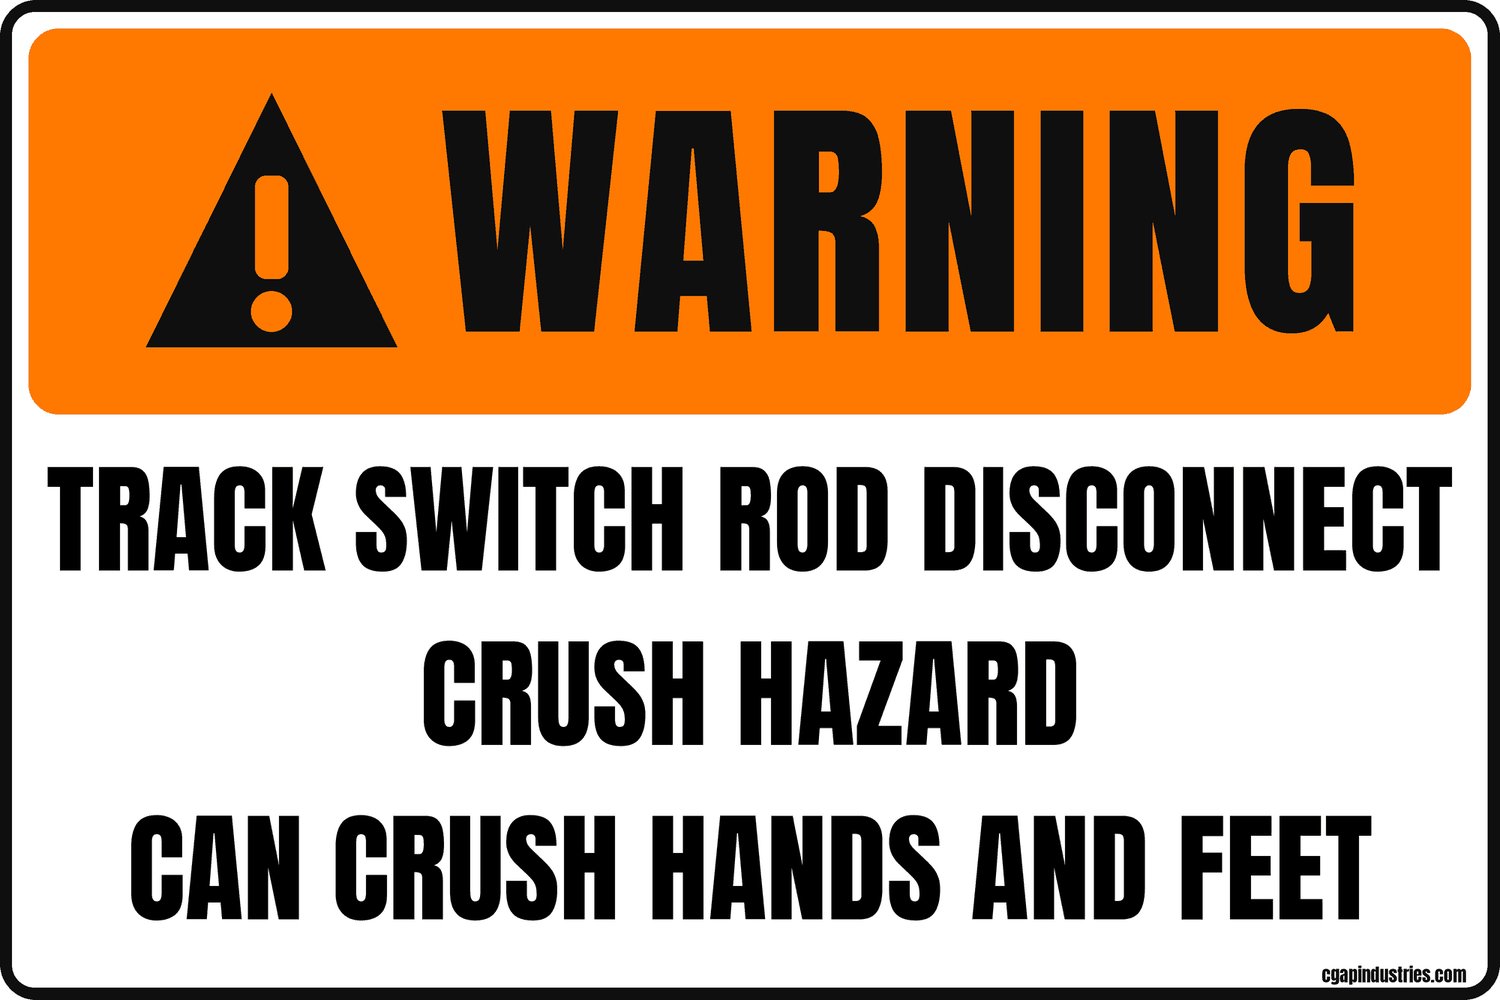 WARNING
TRACK SWITCH ROD DISCONNECT
CRUSH HAZARD
CAN CRUSH HANDS AND FEET
cgapindustries.com